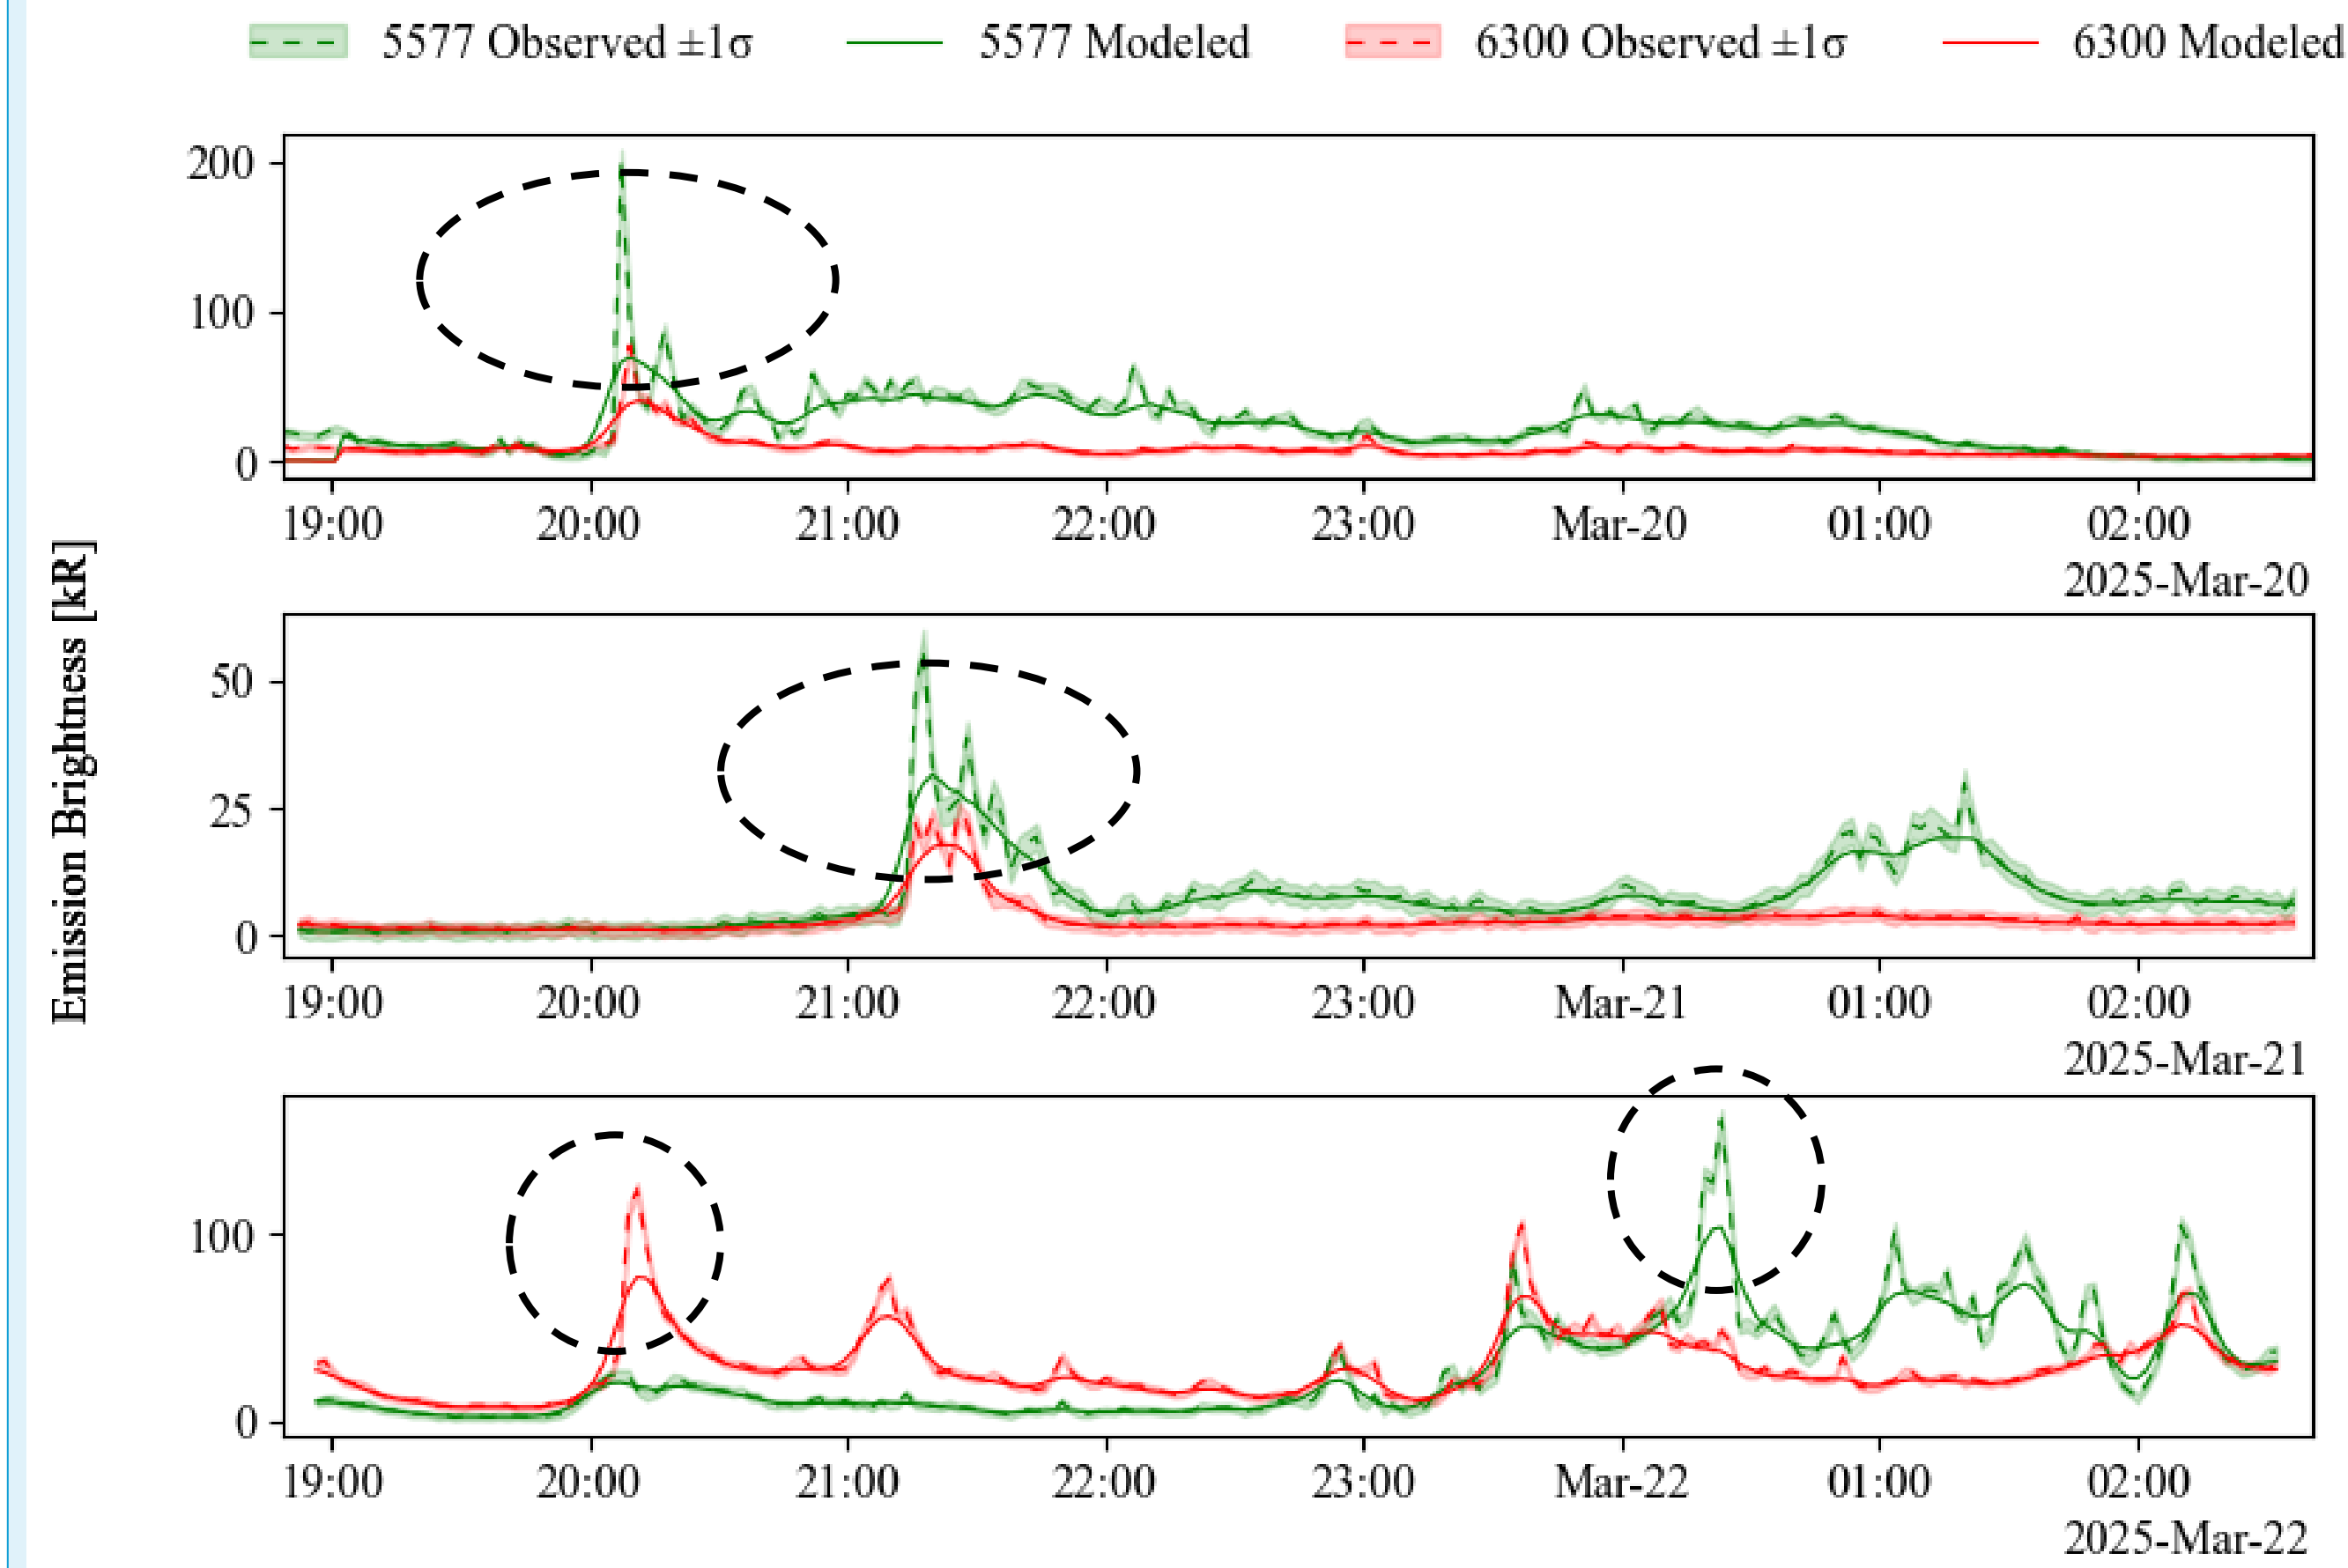 5577 Observed ±1σ 5577 Modeled 6300 Observed ±1σ 6300 Modeled
Emission Brightness [kR]
200
100
0
19:00 20:00 21:00 22:00 23:00 Mar-20 01:00 02:00
2025-Mar-20
50
25
0
19:00 20:00 21:00 22:00 23:00 Mar-21 01:00 02:00
2025-Mar-21
100
0
19:00 20:00 21:00 22:00 23:00 Mar-22 01:00 02:00
2025-Mar-22